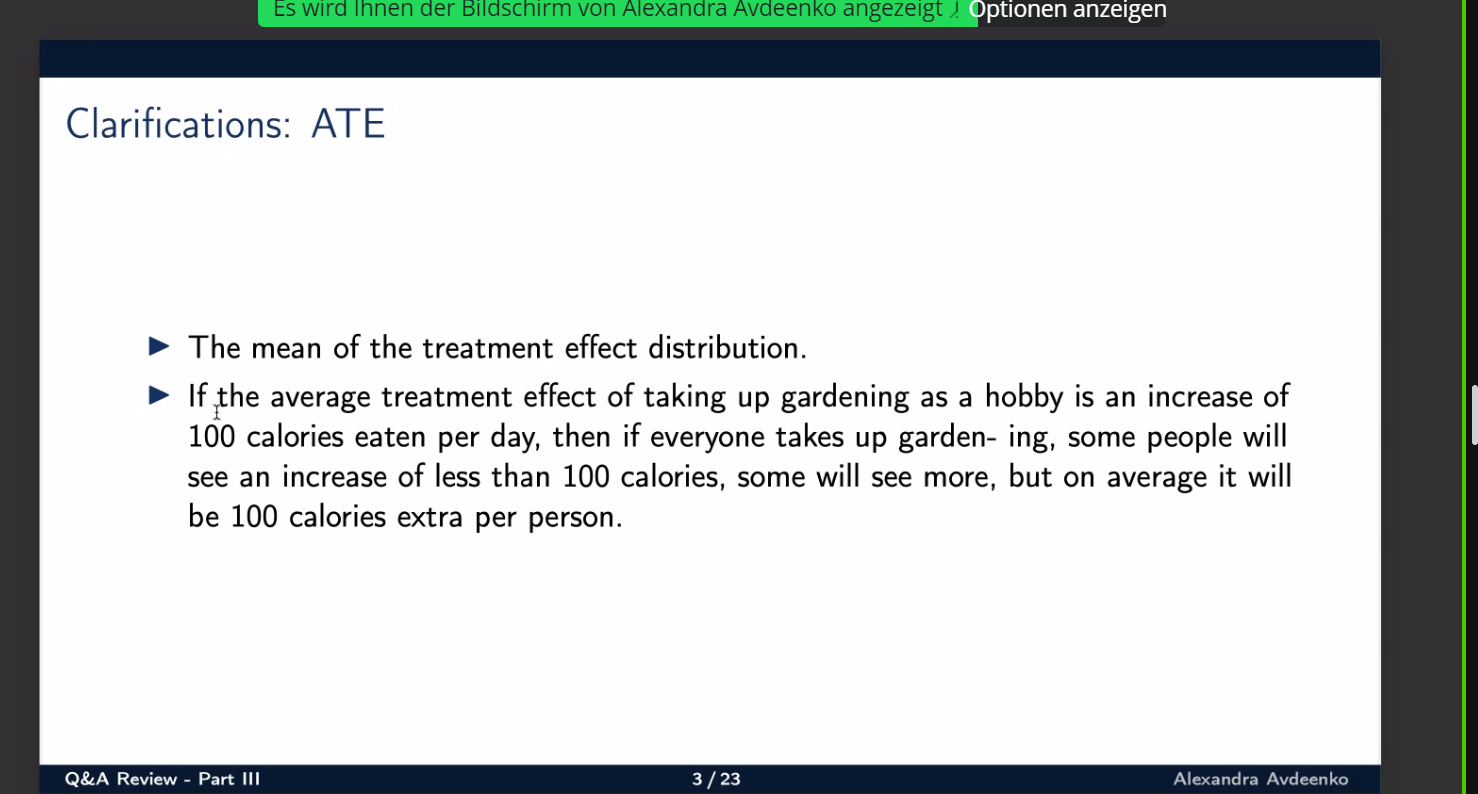 Es wird Ihnen der Bildschirm von Alexandra Avdeenko angezeigt
Optionen anzeigen
Clarifications: ATE
▶ The mean of the treatment effect distribution.
▶ If the average treatment effect of taking up gardening as a hobby is an increase of
100 calories eaten per day, then if everyone takes up garden- ing, some people will
see an increase of less than 100 calories, some will see more, but on average it will
be 100 calories extra per person.
Q&A Review - Part III
3 / 23
Alexandra Avdeenko